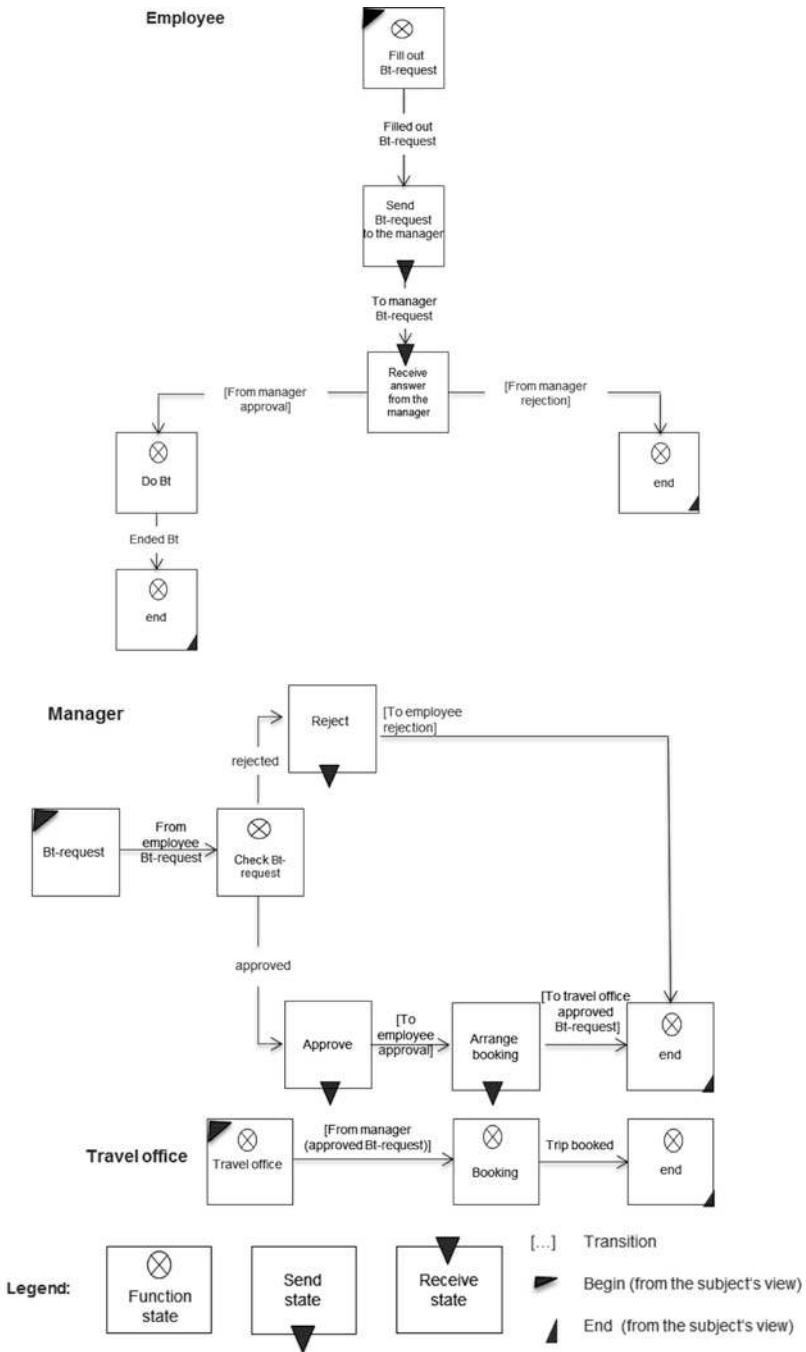 Employee
Fill out
Bt-request
Filled out
Bt-request
Send
Bt-request
to the manager
To manager
Bt-request
Receive
answer
from the
manager
[From manager
approval]
[From manager
rejection]
Do Bt
end
Ended Bt
end
Manager
Reject
[To employee
rejection]
rejected
Bt-request
From
employee
Bt-request
Check Bt-
request
approved
Approve
[To
employee
approval]
Arrange
booking
[To travel office
approved
Bt-request]
end
Travel office
Travel office
[From manager
(approved Bt-request)]
Booking
Trip booked
end
Legend:
Function
state
Send
state
Receive
state
[...] Transition
Begin (from the subject's view)
End (from the subject's view)